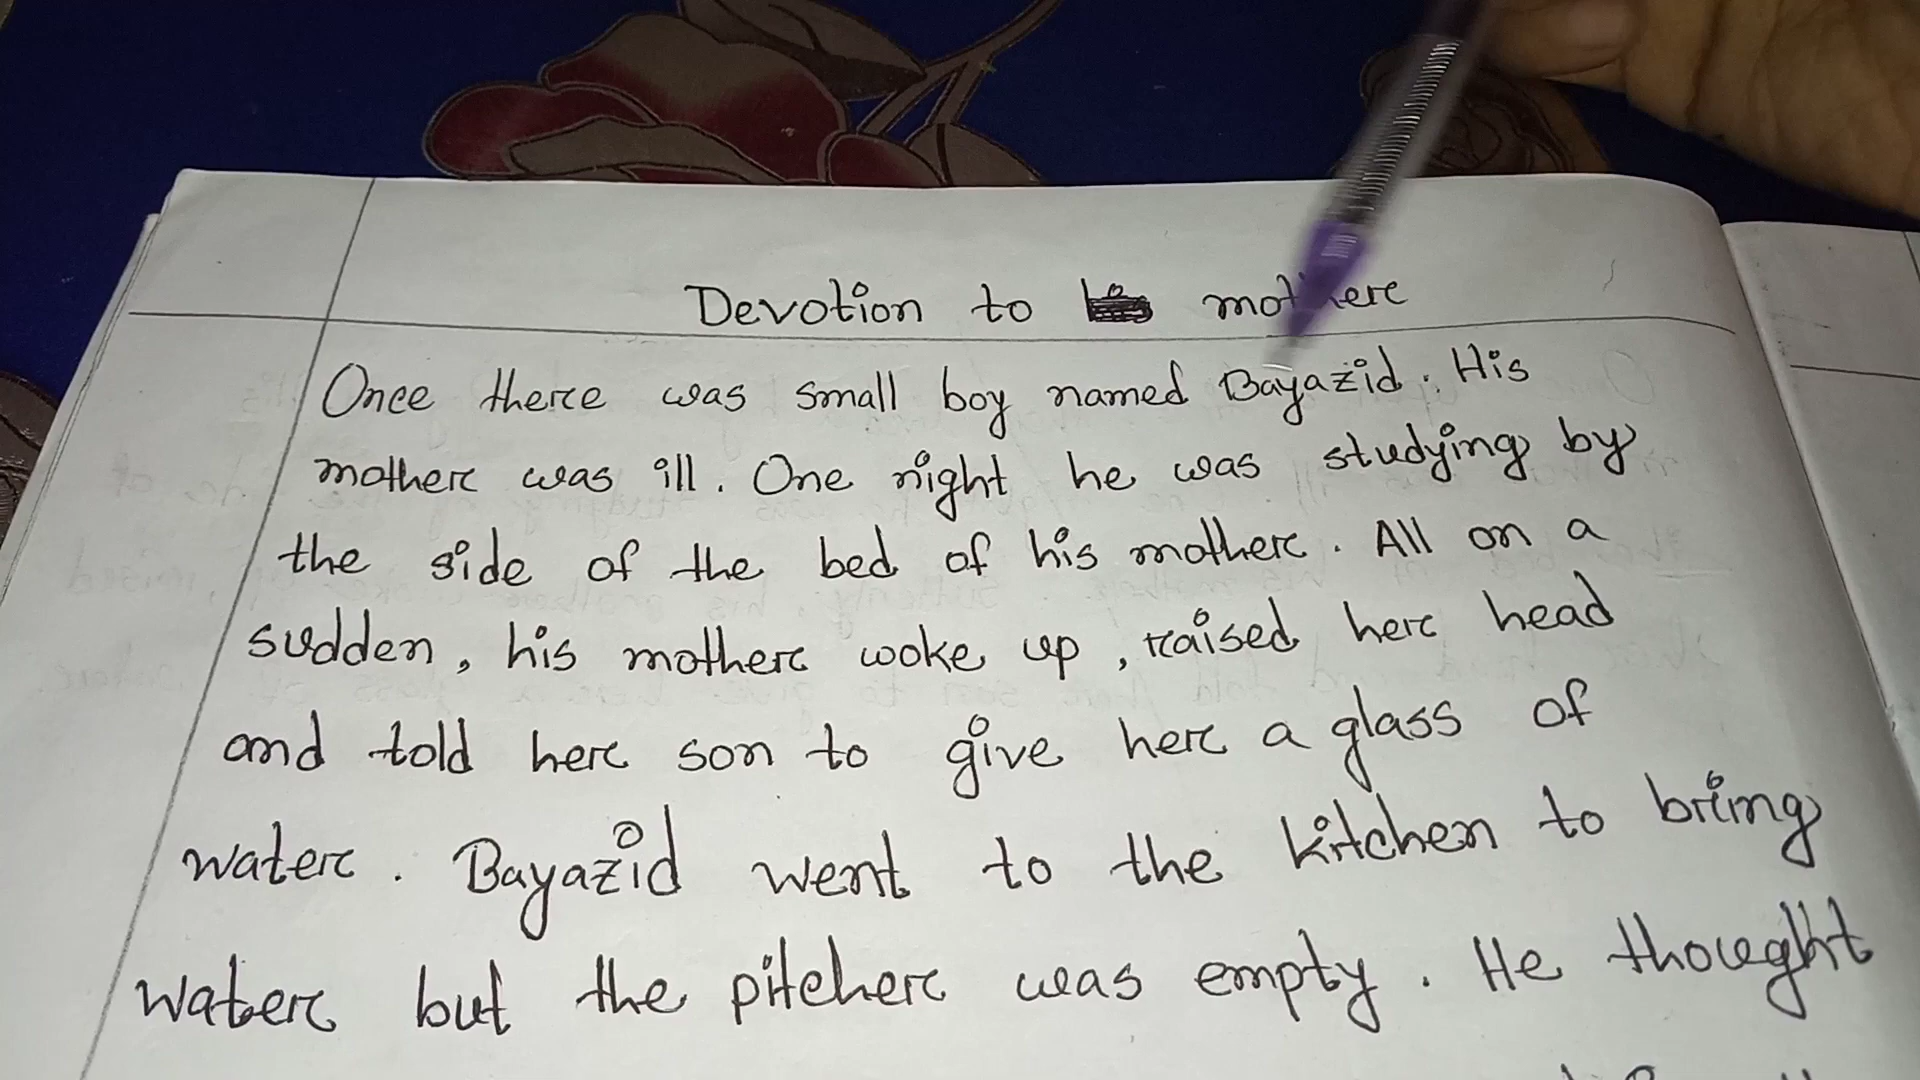 Devotion to mother
Once there was small boy named Bayazid. His
mother was ill. One night he was studying by
the side of the bed of his mother. All on a
sudden, his mother woke up, raised her head
and told her son to give her a glass of
water. Bayazid went to the kitchen to bring
water but the pitcher was empty. He thought